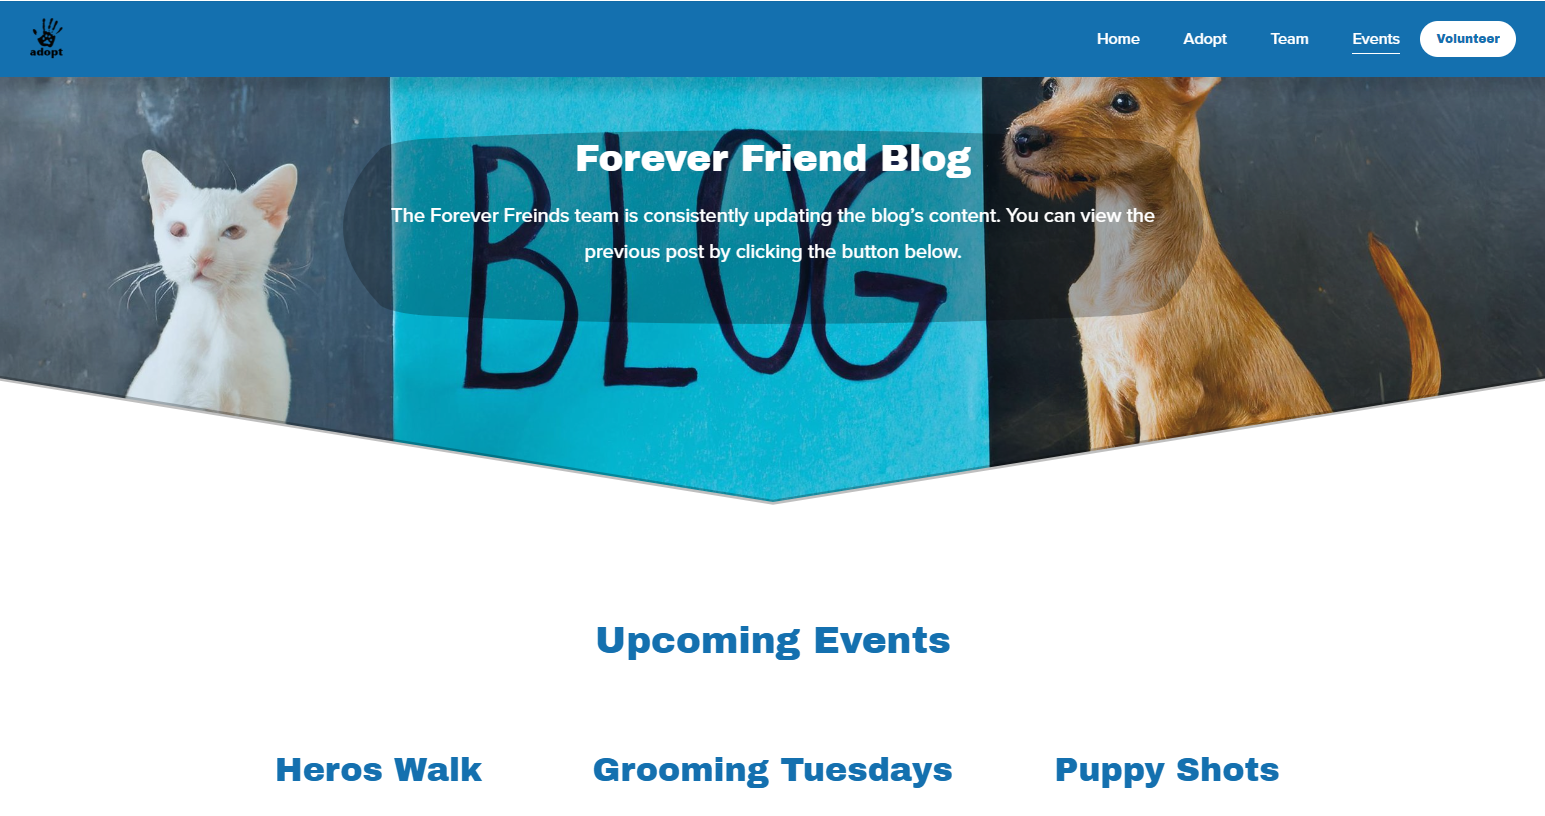 adopt
Home Adopt Team Events Volunteer
BLOG
Forever Friend Blog
The Forever Freinds team is consistently updating the blog’s content. You can view the
previous post by clicking the button below.
Upcoming Events
Heros Walk Grooming Tuesdays Puppy Shots